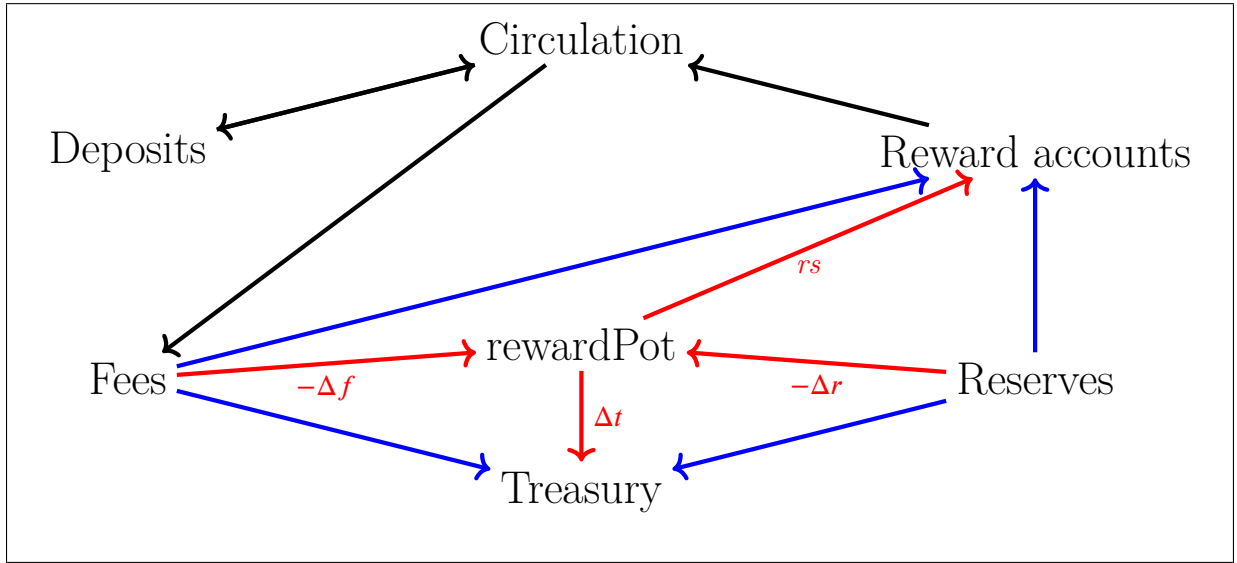 Circulation
Deposits
Reward accounts
rs
rewardPot
Fees
−Δf
−Δr
Reserves
Δt
Treasury